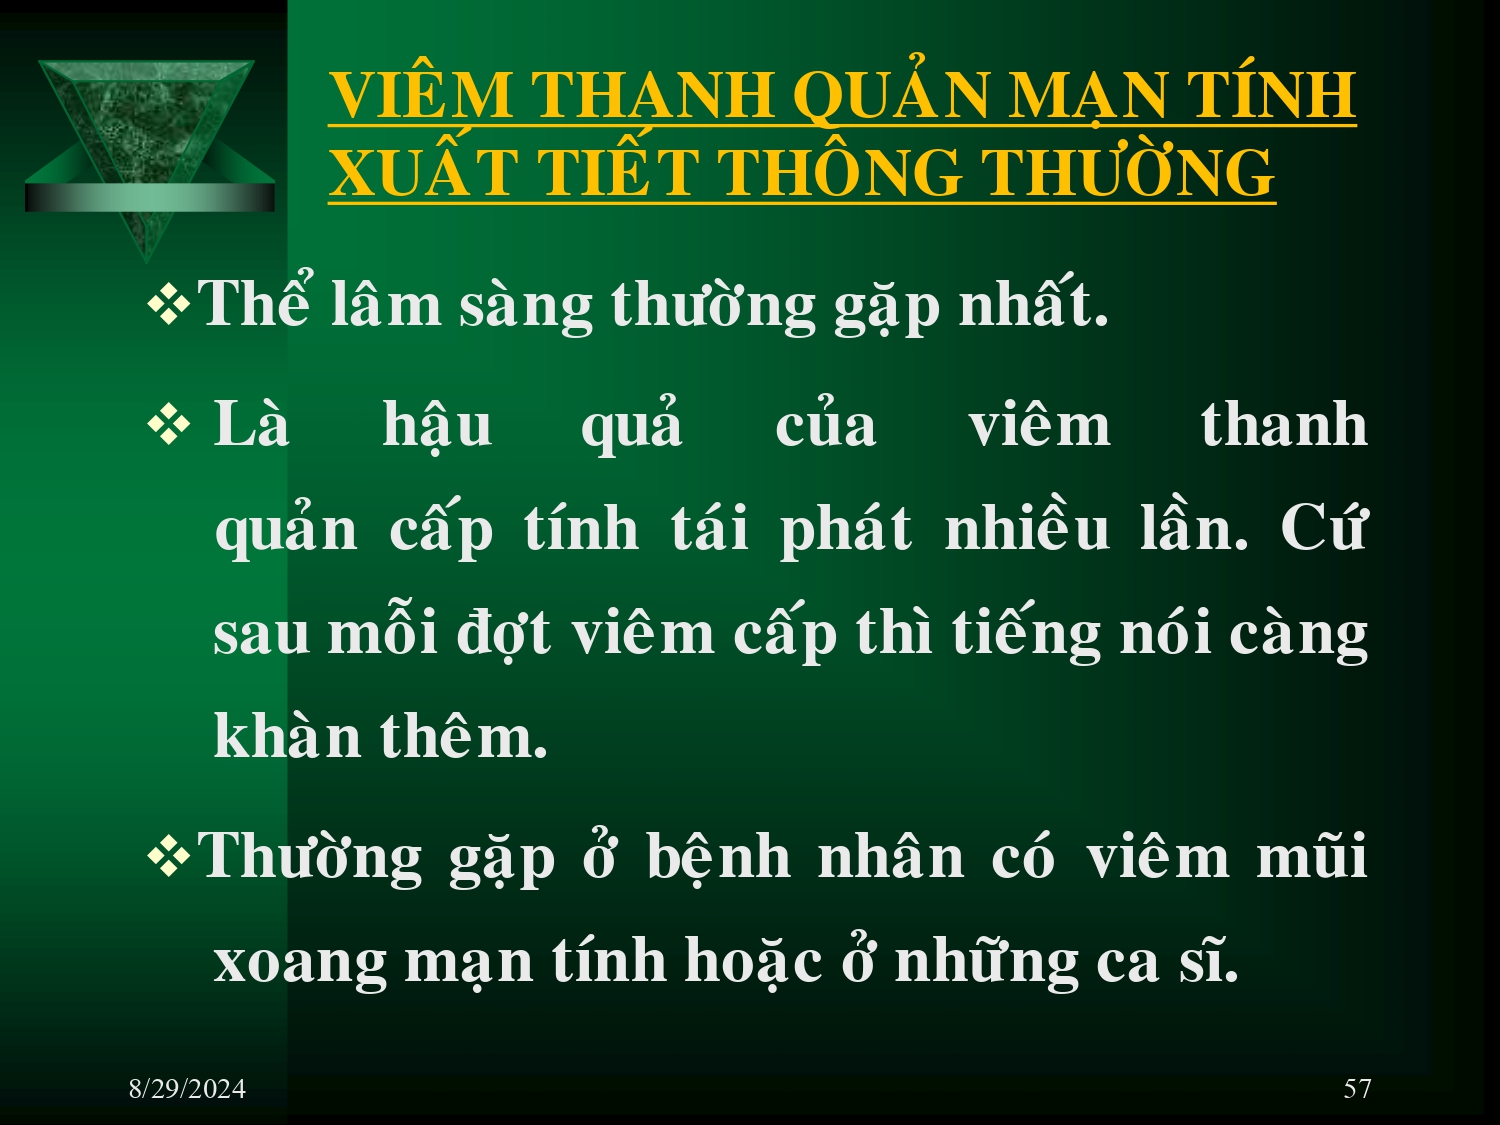 VIÊM THANH QUẢN MẠN TÍNH
XUẤT TIẾT THÔNG THƯỜNG
❖Thể lâm sàng thường gặp nhất.
❖ Là hậu quả của viêm thanh
quản cấp tính tái phát nhiều lần. Cứ
sau mỗi đợt viêm cấp thì tiếng nói càng
khàn thêm.
❖Thường gặp ở bệnh nhân có viêm mũi
xoang mạn tính hoặc ở những ca sĩ.
8/29/2024
57